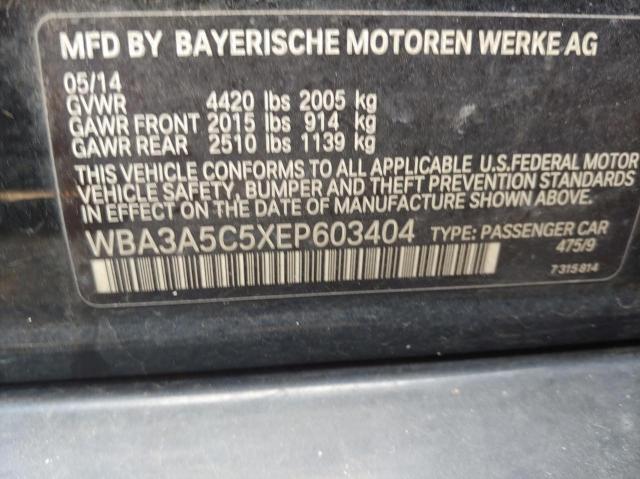 MFD BY BAYERISCHE MOTOREN WERKE AG
05/14
GVWR 4420 lbs 2005 kg
GAWR FRONT 2015 lbs 914 kg
GAWR REAR 2510 lbs 1139 kg
THIS VEHICLE CONFORMS TO ALL APPLICABLE U.S.FEDERAL MOTOR
VEHICLE SAFETY, BUMPER AND THEFT PREVENTION STANDARDS
IN EFFECT ON THE DATE OF MANUFACTURE SHOWN ABOVE.
WBA3A5C5XEP603404 TYPE: PASSENGER CAR
475/9
7315814